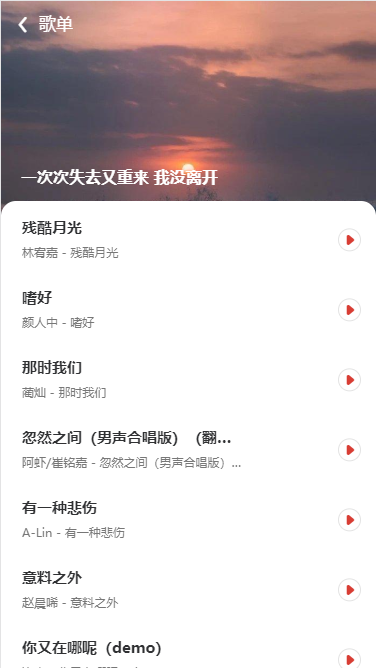 歌单
一次次失去又重来 我没离开
残酷月光
林宥嘉 - 残酷月光
嗜好
颜人中 - 嗜好
那时我们
蔺灿 - 那时我们
忽然之间（男声合唱版）（翻...
阿虾/崔铭嘉 - 忽然之间（男声合唱版）...
有一种悲伤
A-Lin - 有一种悲伤
意料之外
赵晨唏 - 意料之外
你又在哪呢（demo）